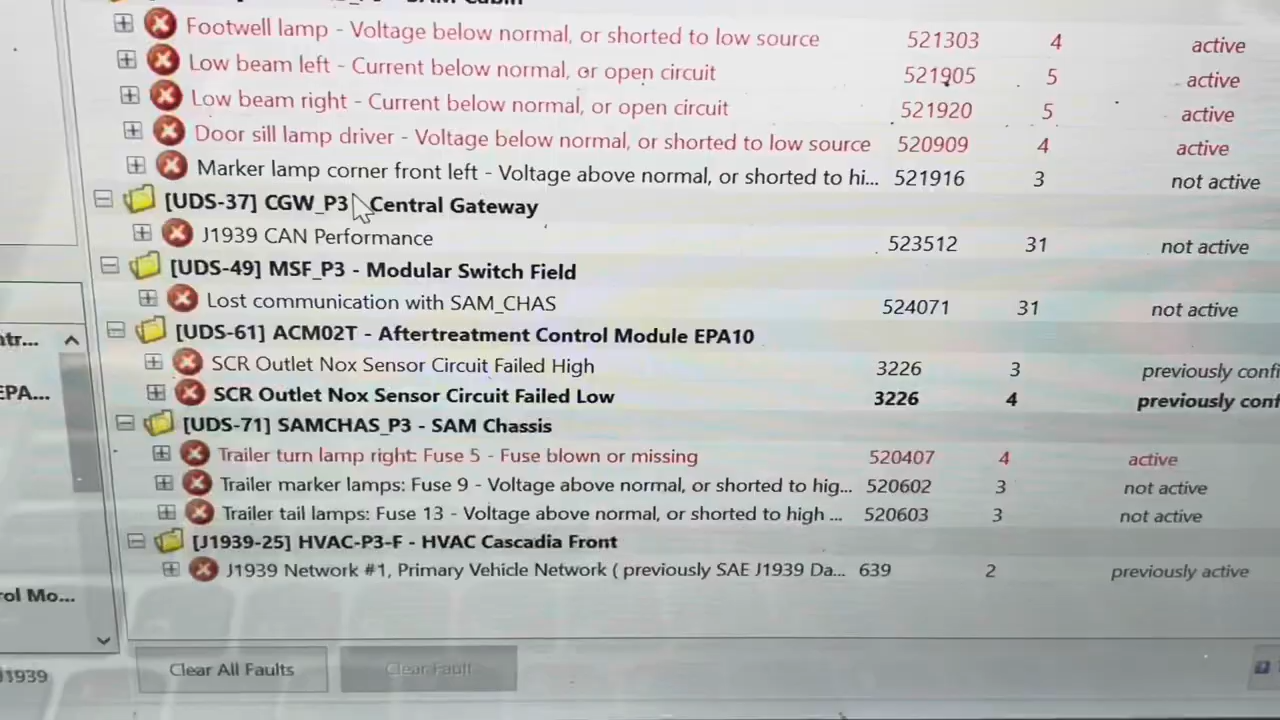 SAM Cabin
Footwell lamp - Voltage below normal, or shorted to low source 521303 4 active
Low beam left - Current below normal, or open circuit 521905 5 active
Low beam right - Current below normal, or open circuit 521920 5 active
Door sill lamp driver - Voltage below normal, or shorted to low source 520909 4 active
Marker lamp corner front left - Voltage above normal, or shorted to hi... 521916 3 not active
[UDS-37] CGW_P3 Central Gateway
J1939 CAN Performance 523512 31 not active
[UDS-49] MSF_P3 - Modular Switch Field
Lost communication with SAM_CHAS 524071 31 not active
ntr...
[UDS-61] ACM02T - Aftertreatment Control Module EPA10
SCR Outlet Nox Sensor Circuit Failed High 3226 3 previously confi
EPA...
SCR Outlet Nox Sensor Circuit Failed Low 3226 4 previously conf
[UDS-71] SAMCHAS_P3 - SAM Chassis
Trailer turn lamp right: Fuse 5 - Fuse blown or missing 520407 4 active
Trailer marker lamps: Fuse 9 - Voltage above normal, or shorted to hig... 520602 3 not active
Trailer tail lamps: Fuse 13 - Voltage above normal, or shorted to high ... 520603 3 not active
[J1939-25] HVAC-P3-F - HVAC Cascadia Front
J1939 Network #1, Primary Vehicle Network ( previously SAE J1939 Da... 639 2 previously active
rol Mo...
Clear All Faults Clear Fault
J1939